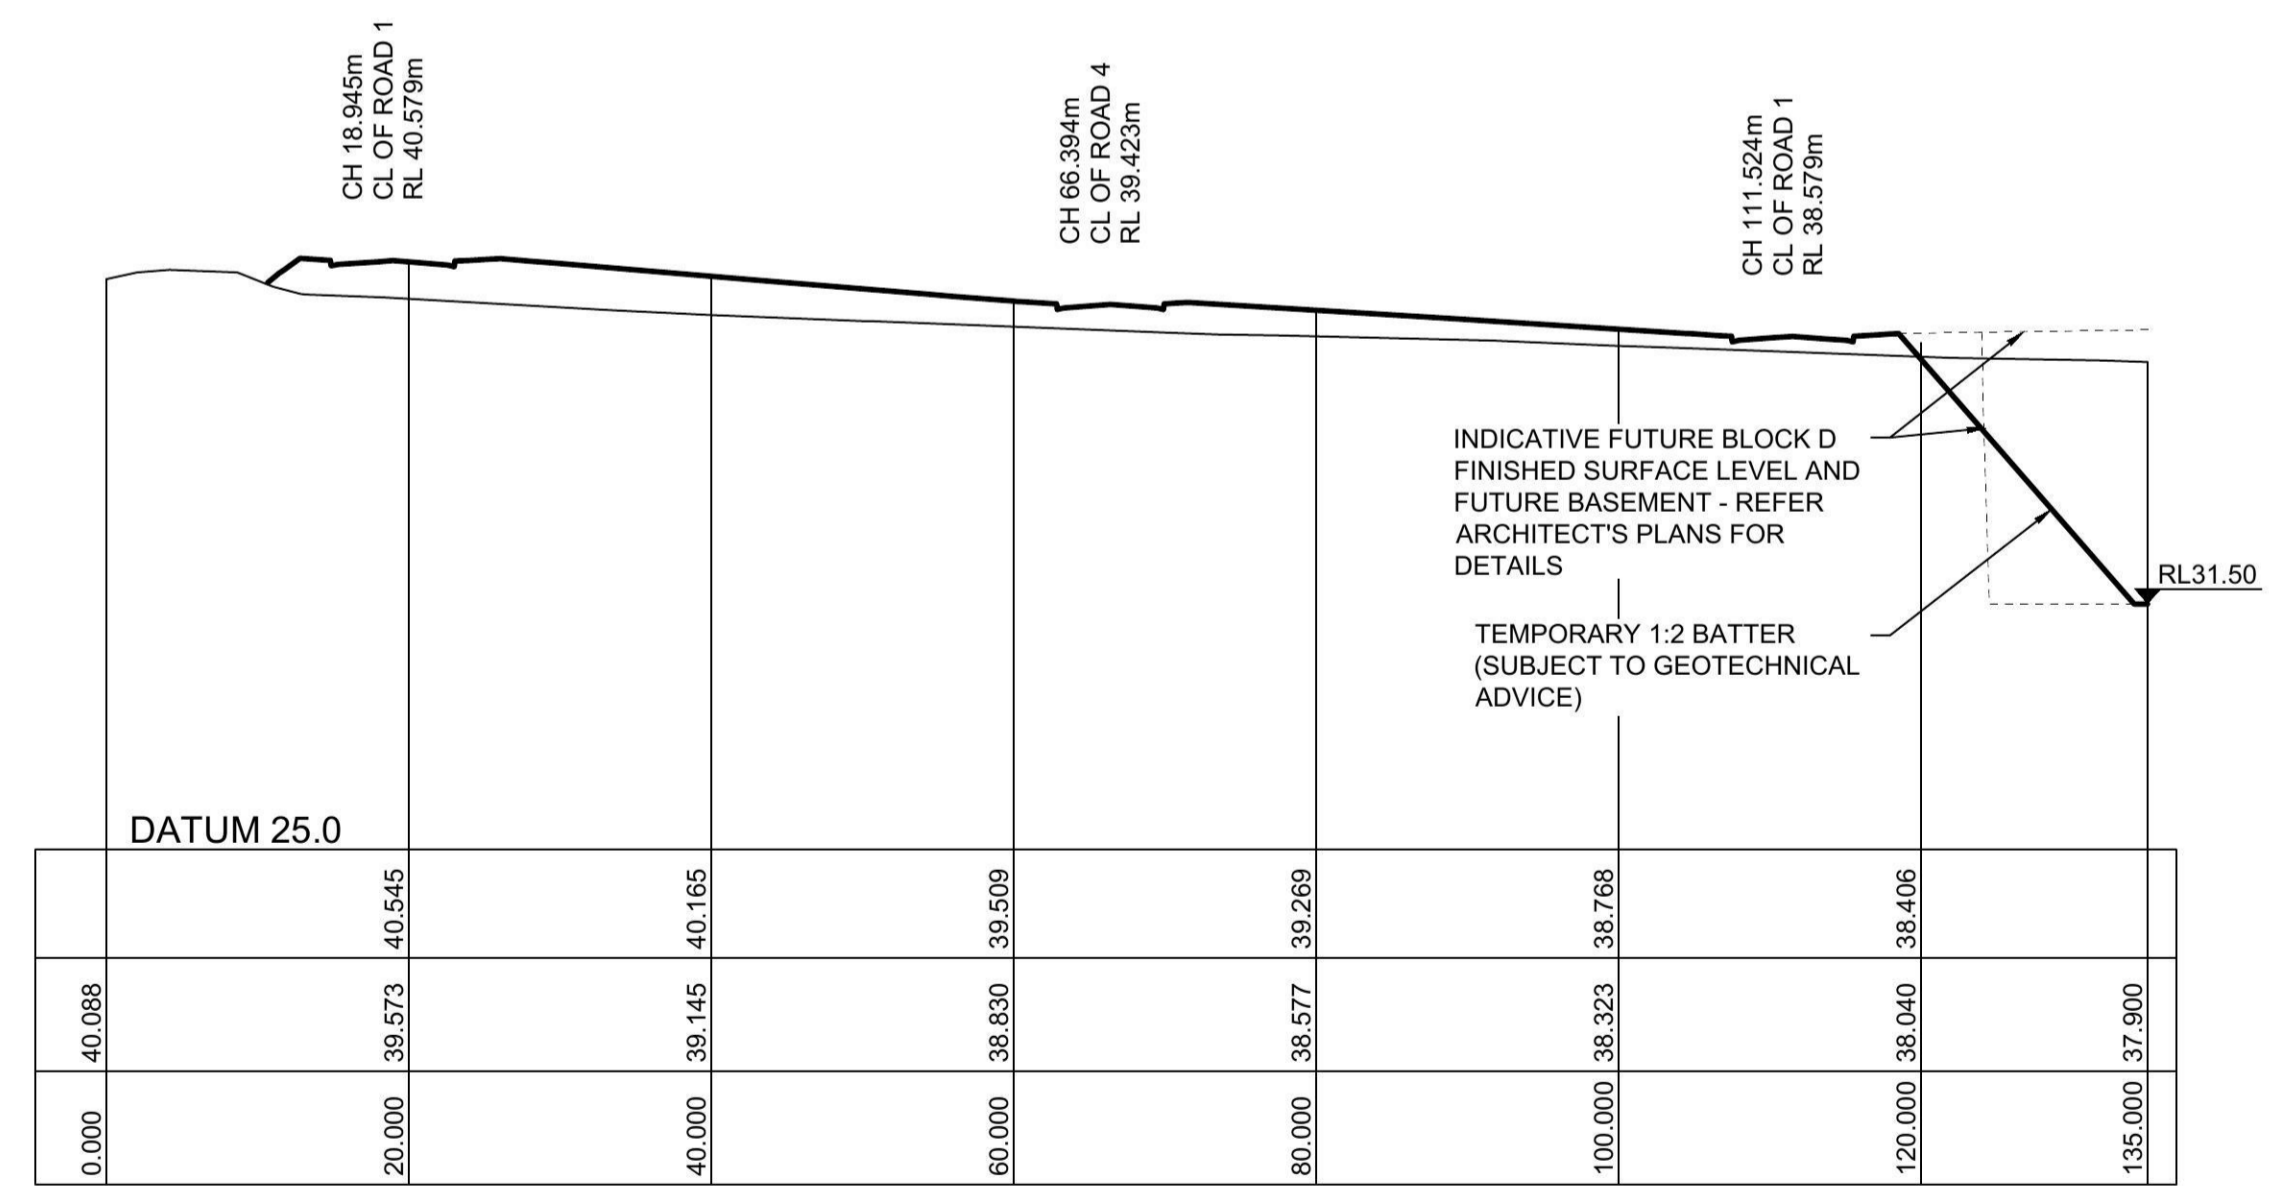 CH 18.945m
CL OF ROAD 1
RL 40.579m
CH 66.394m
CL OF ROAD 4
RL 39.423m
CH 111.524m
CL OF ROAD 1
RL 38.579m
INDICATIVE FUTURE BLOCK D
FINISHED SURFACE LEVEL AND
FUTURE BASEMENT - REFER
ARCHITECT'S PLANS FOR
DETAILS
RL31.50
TEMPORARY 1:2 BATTER
(SUBJECT TO GEOTECHNICAL
ADVICE)
DATUM 25.0
40.545 40.165 39.509 39.269 38.768 38.406
40.088 39.573 39.145 38.830 38.577 38.323 38.040 37.900
0.000 20.000 40.000 60.000 80.000 100.000 120.000 135.000